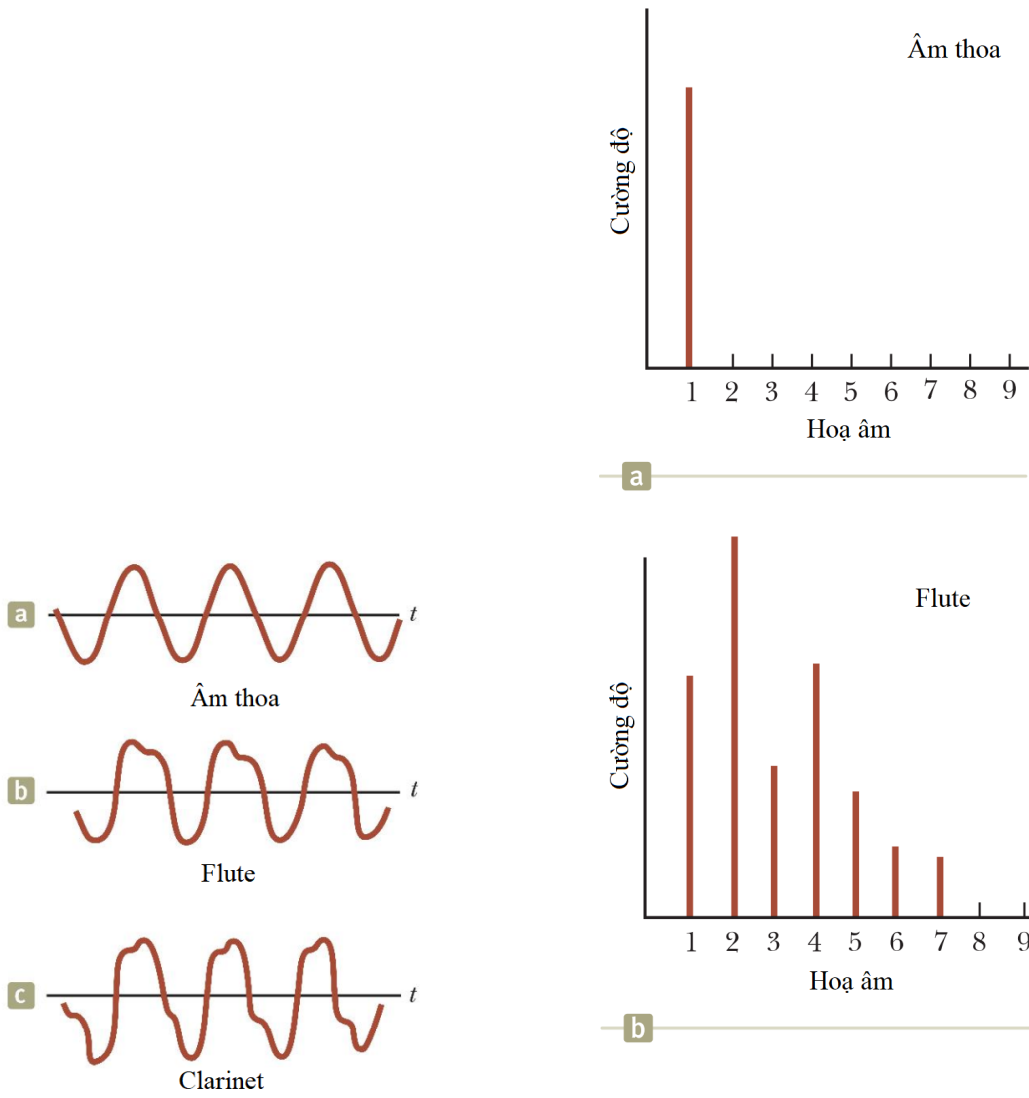 Âm thoa
Cường độ
1 2 3 4 5 6 7 8 9
Hoạ âm
a
a
t
Âm thoa
b
t
Flute
c
t
Clarinet
Flute
Cường độ
1 2 3 4 5 6 7 8 9
Hoạ âm
b